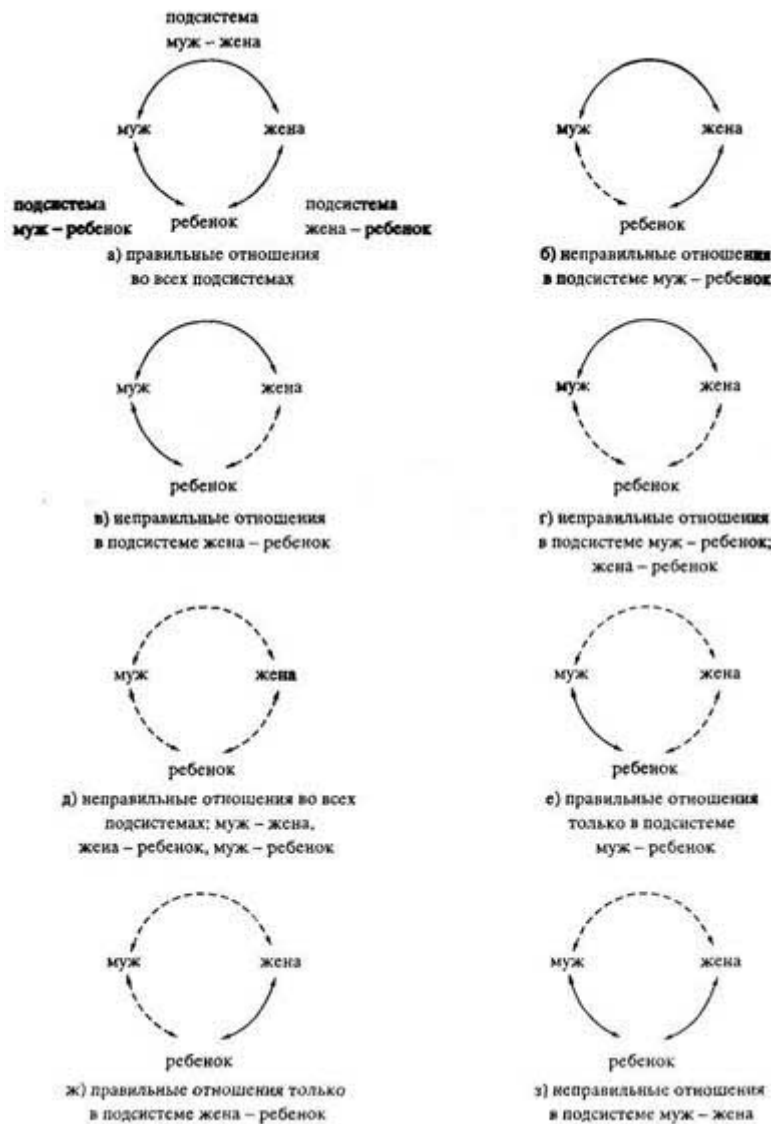 подсистема
муж – жена
муж
жена
подсистема
муж – ребенок
ребенок
подсистема
жена – ребенок
а) правильные отношения
во всех подсистемах
муж
жена
ребенок
б) неправильные отношения
в подсистеме муж – ребенок
муж
жена
ребенок
в) неправильные отношения
в подсистеме жена – ребенок
муж
жена
ребенок
г) неправильные отношения
в подсистеме муж – ребенок;
жена – ребенок
муж
жена
ребенок
д) неправильные отношения во всех
подсистемах: муж – жена,
жена – ребенок, муж – ребенок
муж
жена
ребенок
е) правильные отношения
только в подсистеме
муж – ребенок
муж
жена
ребенок
ж) правильные отношения только
в подсистеме жена – ребенок
муж
жена
ребенок
з) неправильные отношения
в подсистеме муж – жена